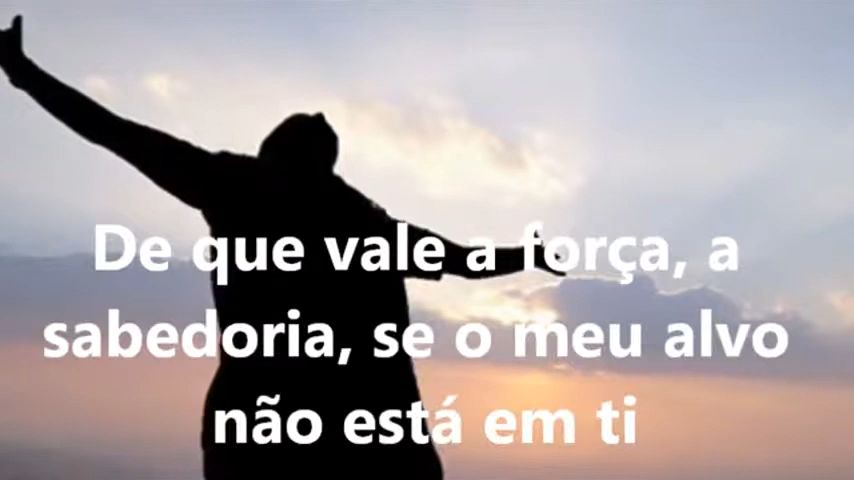 De que vale a força, a
sabedoria, se o meu alvo
não está em ti